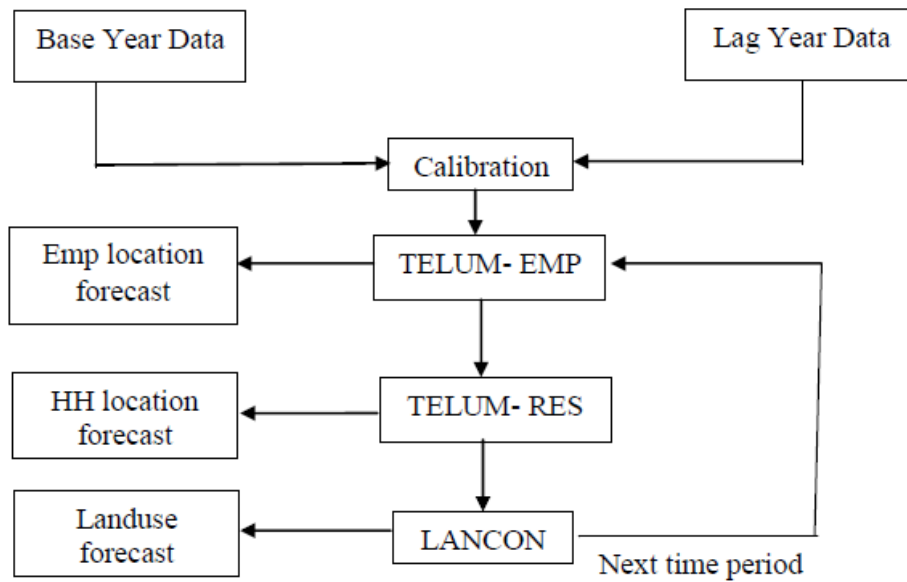 Base Year Data
Lag Year Data
Calibration
Emp location
forecast
TELUM- EMP
HH location
forecast
TELUM- RES
Landuse
forecast
LANCON
Next time period